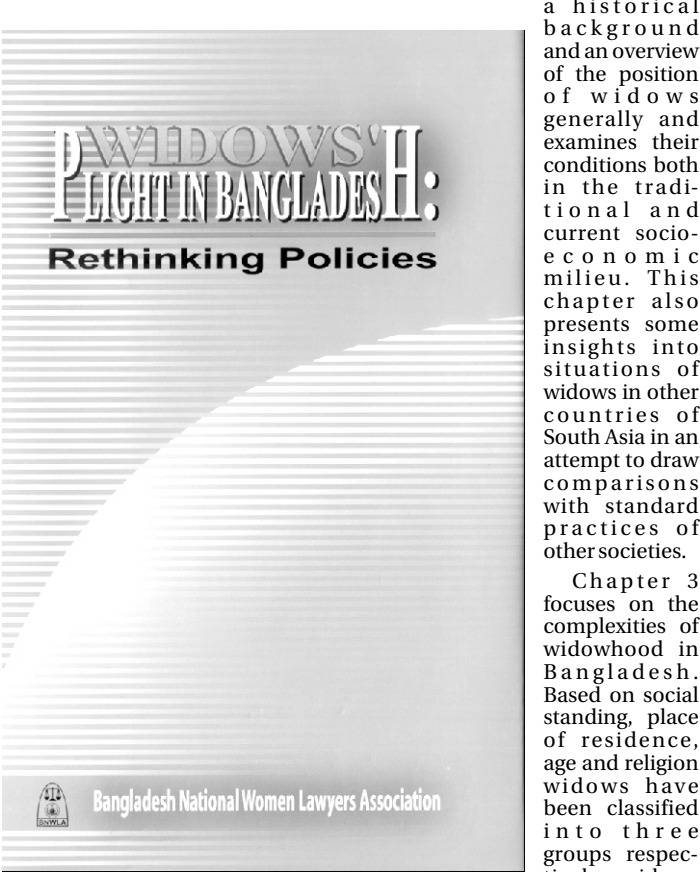 WIDOWS'
PLIGHT IN BANGLADESH:
Rethinking Policies
BNWLA
Bangladesh National Women Lawyers Association
a historical
background
and an overview
of the position
of widows
generally and
examines their
conditions both
in the tradi-
tional and
current socio-
economic
milieu. This
chapter also
presents some
insights into
situations of
widows in other
countries of
South Asia in an
attempt to draw
comparisons
with standard
practices of
other societies.
Chapter 3
focuses on the
complexities of
widowhood in
Bangladesh.
Based on social
standing, place
of residence,
age and religion
widows have
been classified
into three
groups respec-